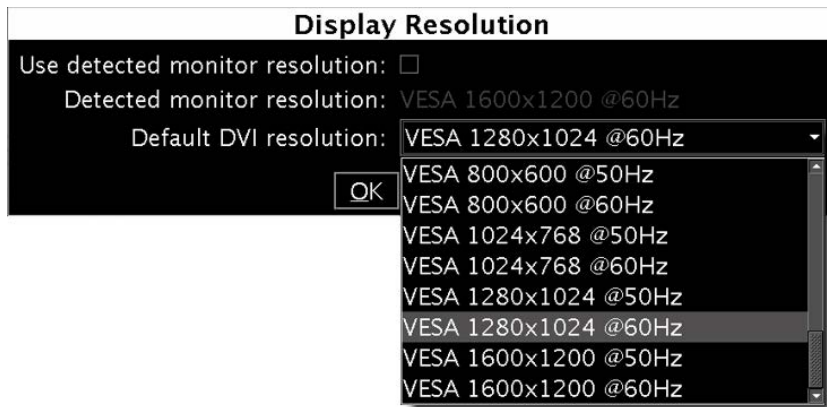 Display Resolution
Use detected monitor resolution:
Detected monitor resolution: VESA 1600x1200 @60Hz
Default DVI resolution: VESA 1280x1024 @60Hz
OK
VESA 800x600 @50Hz
VESA 800x600 @60Hz
VESA 1024x768 @50Hz
VESA 1024x768 @60Hz
VESA 1280x1024 @50Hz
VESA 1280x1024 @60Hz
VESA 1600x1200 @50Hz
VESA 1600x1200 @60Hz